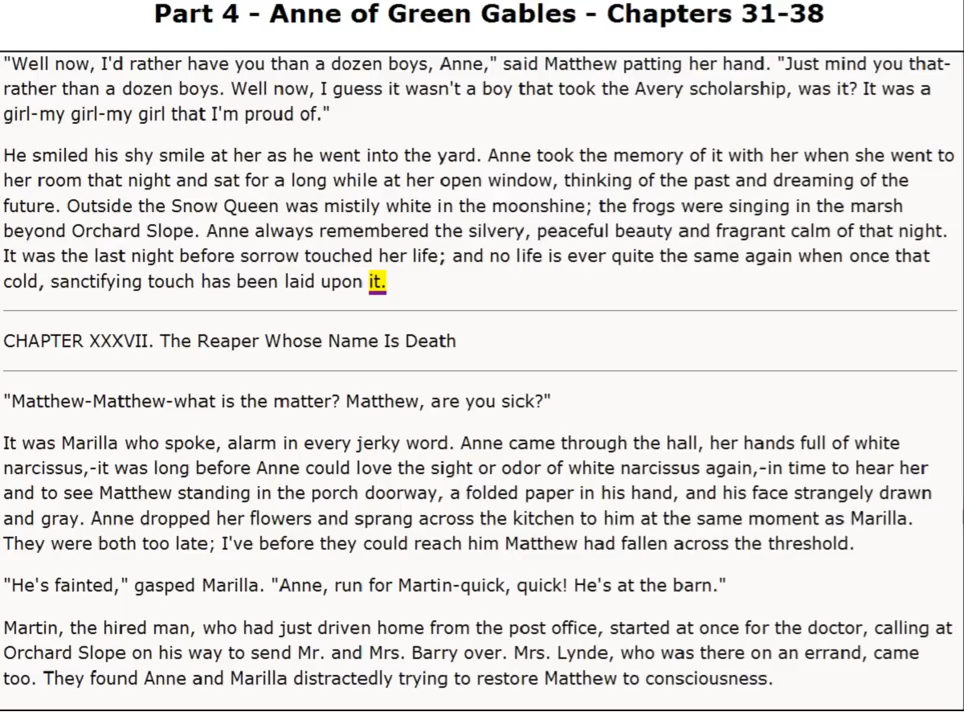 Part 4 - Anne of Green Gables - Chapters 31-38
"Well now, I'd rather have you than a dozen boys, Anne," said Matthew patting her hand. "Just mind you that-
rather than a dozen boys. Well now, I guess it wasn't a boy that took the Avery scholarship, was it? It was a
girl-my girl-my girl that I'm proud of."
He smiled his shy smile at her as he went into the yard. Anne took the memory of it with her when she went to
her room that night and sat for a long while at her open window, thinking of the past and dreaming of the
future. Outside the Snow Queen was mistily white in the moonshine; the frogs were singing in the marsh
beyond Orchard Slope. Anne always remembered the silvery, peaceful beauty and fragrant calm of that night.
It was the last night before sorrow touched her life; and no life is ever quite the same again when once that
cold, sanctifying touch has been laid upon it.
CHAPTER XXXVII. The Reaper Whose Name Is Death
"Matthew-Matthew-what is the matter? Matthew, are you sick?"
It was Marilla who spoke, alarm in every jerky word. Anne came through the hall, her hands full of white
narcissus,-it was long before Anne could love the sight or odor of white narcissus again,-in time to hear her
and to see Matthew standing in the porch doorway, a folded paper in his hand, and his face strangely drawn
and gray. Anne dropped her flowers and sprang across the kitchen to him at the same moment as Marilla.
They were both too late; I've before they could reach him Matthew had fallen across the threshold.
"He's fainted," gasped Marilla. "Anne, run for Martin-quick, quick! He's at the barn."
Martin, the hired man, who had just driven home from the post office, started at once for the doctor, calling at
Orchard Slope on his way to send Mr. and Mrs. Barry over. Mrs. Lynde, who was there on an errand, came
too. They found Anne and Marilla distractedly trying to restore Matthew to consciousness.